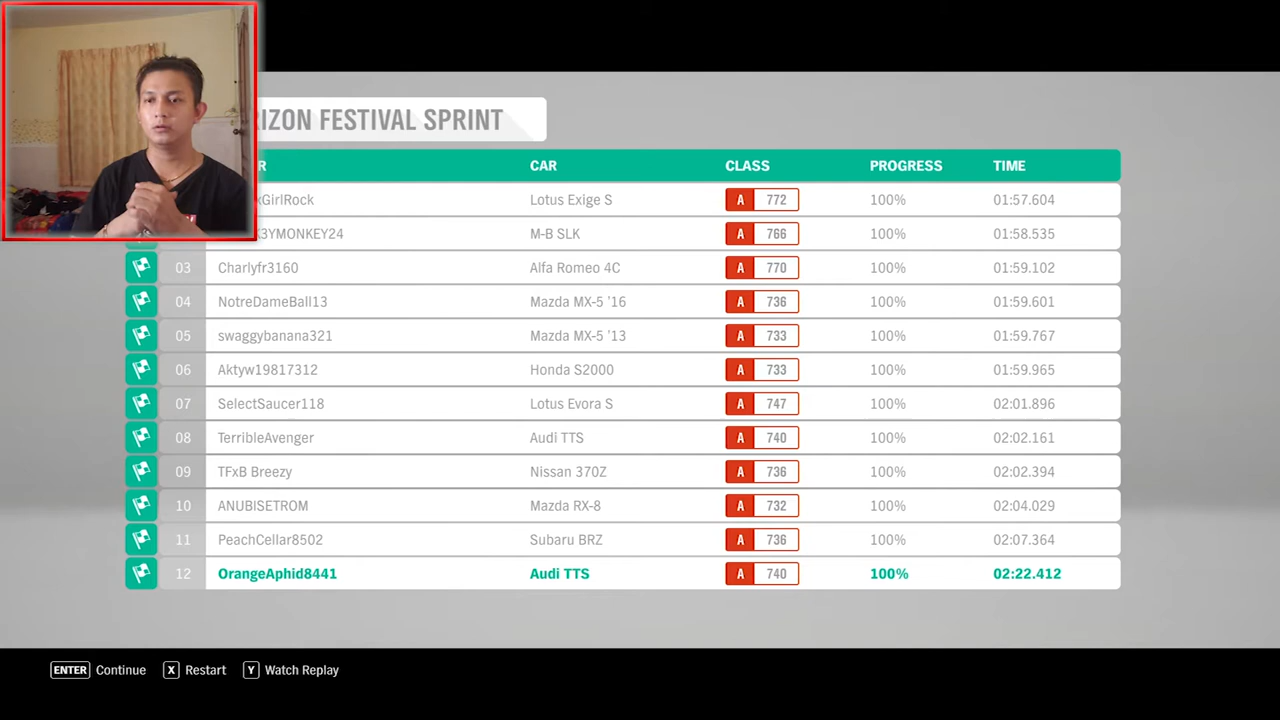 RIZON FESTIVAL SPRINT
R CAR CLASS PROGRESS TIME
xGirlRock Lotus Exige S A 772 100% 01:57.604
K3YMONKEY24 M-B SLK A 766 100% 01:58.535
03 Charlyfr3160 Alfa Romeo 4C A 770 100% 01:59.102
04 NotreDameBall13 Mazda MX-5 '16 A 736 100% 01:59.601
05 swaggybanana321 Mazda MX-5 '13 A 733 100% 01:59.767
06 Aktyw19817312 Honda S2000 A 733 100% 01:59.965
07 SelectSaucer118 Lotus Evora S A 747 100% 02:01.896
08 TerribleAvenger Audi TTS A 740 100% 02:02.161
09 TFxB Breezy Nissan 370Z A 736 100% 02:02.394
10 ANUBISETROM Mazda RX-8 A 732 100% 02:04.029
11 PeachCellar8502 Subaru BRZ A 736 100% 02:07.364
12 OrangeAphid8441 Audi TTS A 740 100% 02:22.412
ENTER Continue X Restart Y Watch Replay